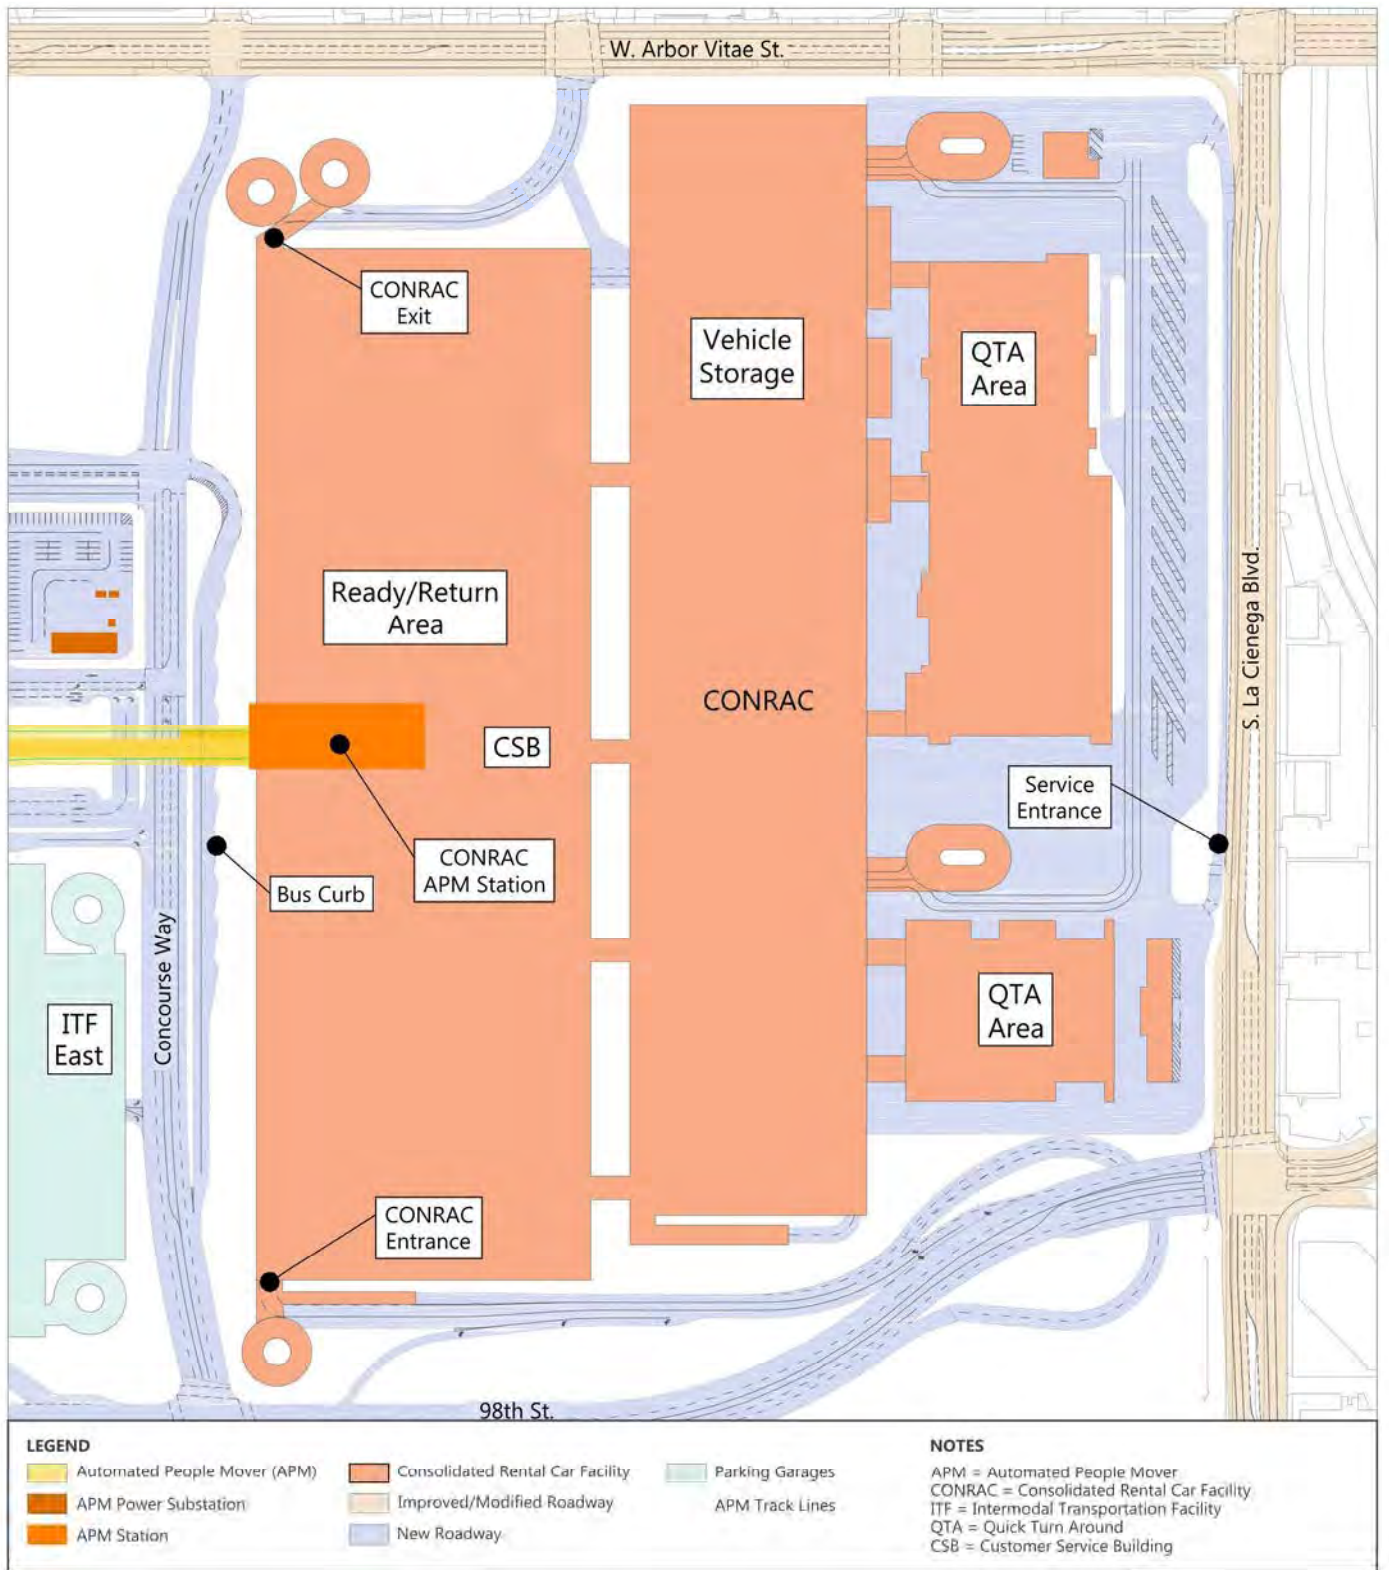 W. Arbor Vitae St.
CONRAC
Exit
Vehicle
Storage
QTA
Area
Ready/Return
Area
S. La Cienega Blvd.
CONRAC
CSB
Service
Entrance
CONRAC
APM Station
Bus Curb
Concourse Way
ITF
East
QTA
Area
CONRAC
Entrance
98th St.
LEGEND
Automated People Mover (APM)
APM Power Substation
APM Station
Consolidated Rental Car Facility
Improved/Modified Roadway
New Roadway
Parking Garages
APM Track Lines
NOTES
APM = Automated People Mover
CONRAC = Consolidated Rental Car Facility
ITF = Intermodal Transportation Facility
QTA = Quick Turn Around
CSB = Customer Service Building